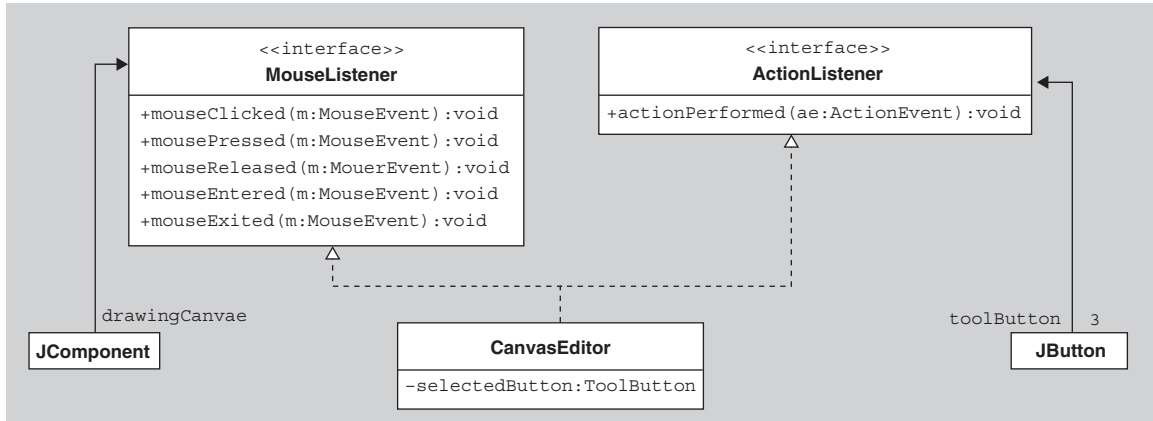 <<interface>>
MouseListener
+mouseClicked(m:MouseEvent):void
+mousePressed(m:MouseEvent):void
+mouseReleased(m:MouerEvent):void
+mouseEntered(m:MouseEvent):void
+mouseExited(m:MouseEvent):void
<<interface>>
ActionListener
+actionPerformed(ae:ActionEvent):void
drawingCanvae
JComponent
CanvasEditor
-selectedButton:ToolButton
toolButton 3
JButton